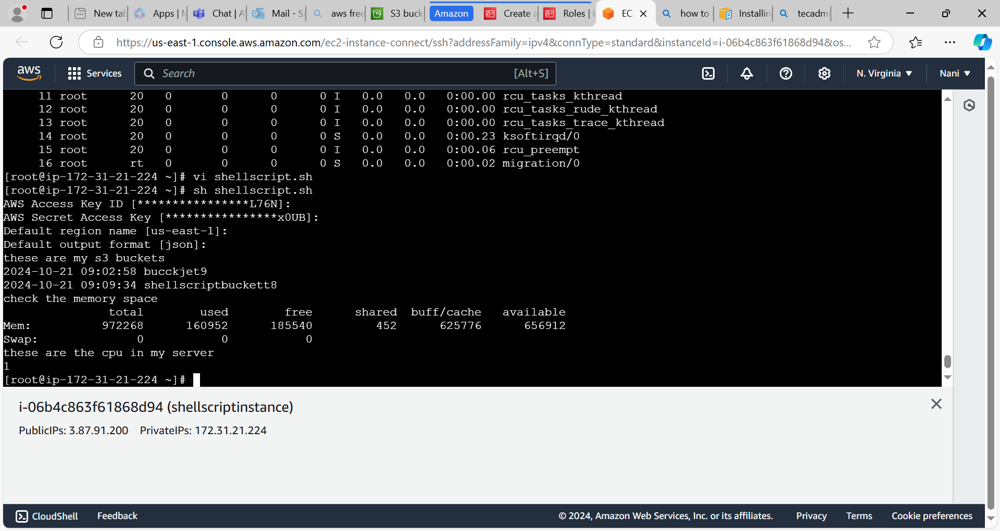 New tab
Apps | M
Chat | A
Mail - S
aws free
S3 buck
Amazon
Create a
Roles |
EC
how to
Installin
tecadmi
https://us-east-1.console.aws.amazon.com/ec2-instance-connect/ssh?addressFamily=ipv4&connType=standard&instanceId=i-06b4c863f61868d94&os...
aws
Services
Search
[Alt+S]
N. Virginia
Nani
11 root 20 0 0 0 0 I 0.0 0.0 0:00.00 rcu_tasks_kthread
12 root 20 0 0 0 0 I 0.0 0.0 0:00.00 rcu_tasks_rude_kthread
13 root 20 0 0 0 0 I 0.0 0.0 0:00.00 rcu_tasks_trace_kthread
14 root 20 0 0 0 0 S 0.0 0.0 0:00.23 ksoftirqd/0
15 root 20 0 0 0 0 I 0.0 0.0 0:00.06 rcu_preempt
16 root rt 0 0 0 0 S 0.0 0.0 0:00.02 migration/0
[root@ip-172-31-21-224 ~]# vi shellscript.sh
[root@ip-172-31-21-224 ~]# sh shellscript.sh
AWS Access Key ID [****************L76N]:
AWS Secret Access Key [****************x0UB]:
Default region name [us-east-1]:
Default output format [json]:
these are my s3 buckets
2024-10-21 09:02:58 bucckjet9
2024-10-21 09:09:34 shellscriptbuckett8
check the memory space
total used free shared buff/cache available
Mem: 972268 160952 185540 452 625776 656912
Swap: 0 0 0
these are the cpu in my server
1
[root@ip-172-31-21-224 ~]#
i-06b4c863f61868d94 (shellscriptinstance)
PublicIPs: 3.87.91.200 PrivateIPs: 172.31.21.224
CloudShell
Feedback
© 2024, Amazon Web Services, Inc. or its affiliates.
Privacy
Terms
Cookie preferences